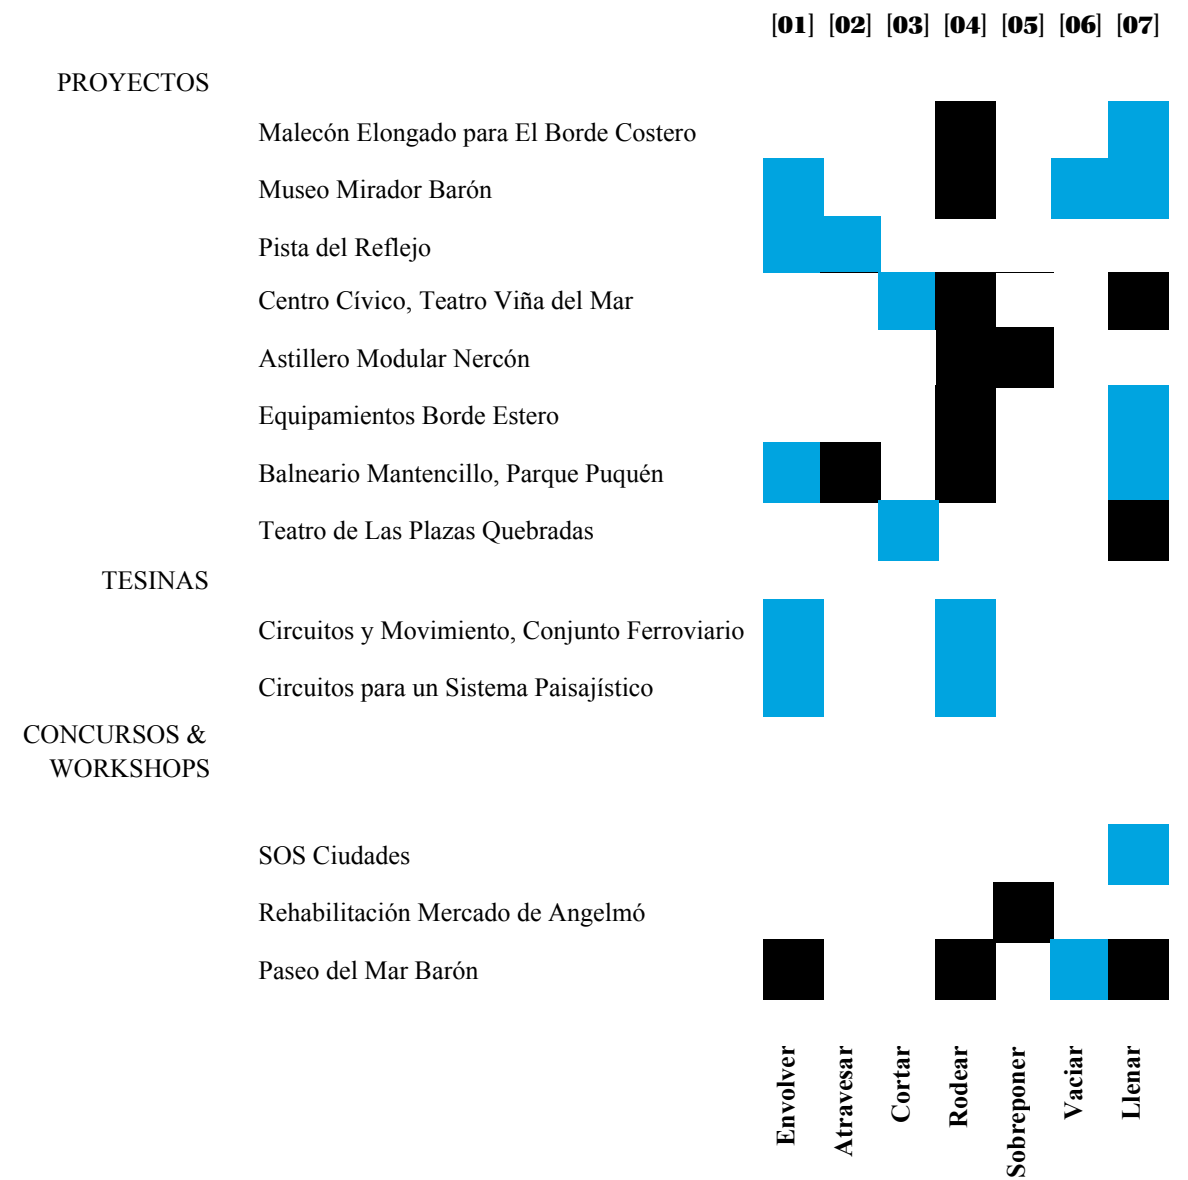 [01] [02] [03] [04] [05] [06] [07]
PROYECTOS
Malecón Elongado para El Borde Costero
Museo Mirador Barón
Pista del Reflejo
Centro Cívico, Teatro Viña del Mar
Astillero Modular Nercón
Equipamientos Borde Estero
Balneario Mantencillo, Parque Puquén
Teatro de Las Plazas Quebradas
TESINAS
Circuitos y Movimiento, Conjunto Ferroviario
Circuitos para un Sistema Paisajístico
CONCURSOS &
WORKSHOPS
SOS Ciudades
Rehabilitación Mercado de Angelmó
Paseo del Mar Barón
Envolver
Atravesar
Cortar
Rodear
Sobreponer
Vaciar
Llenar